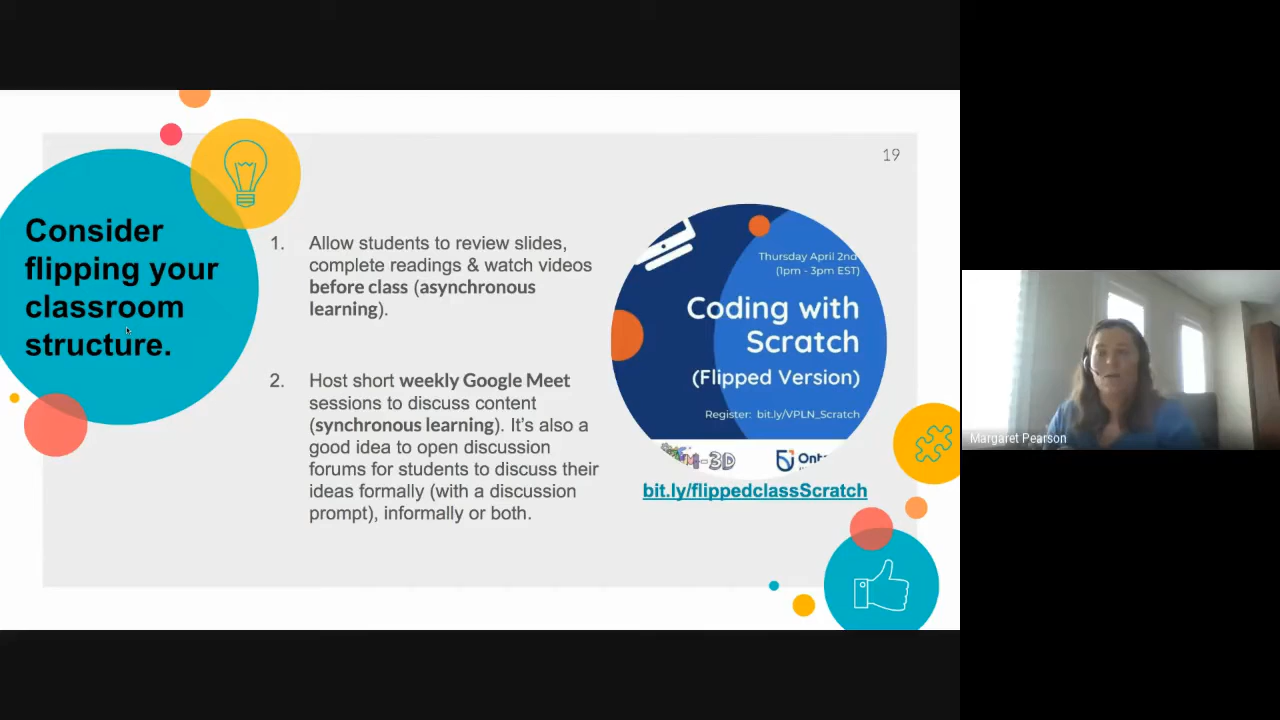 19
Consider
flipping your
classroom
structure.
1. Allow students to review slides,
complete readings & watch videos
before class (asynchronous
learning).
2. Host short weekly Google Meet
sessions to discuss content
(synchronous learning). It's also a
good idea to open discussion
forums for students to discuss their
ideas formally (with a discussion
prompt), informally or both.
Thursday April 2nd
(1pm - 3pm EST)
Coding with
Scratch
(Flipped Version)
Register: bit.ly/VPLN_Scratch
bit.ly/flippedclassScratch
Margaret Pearson